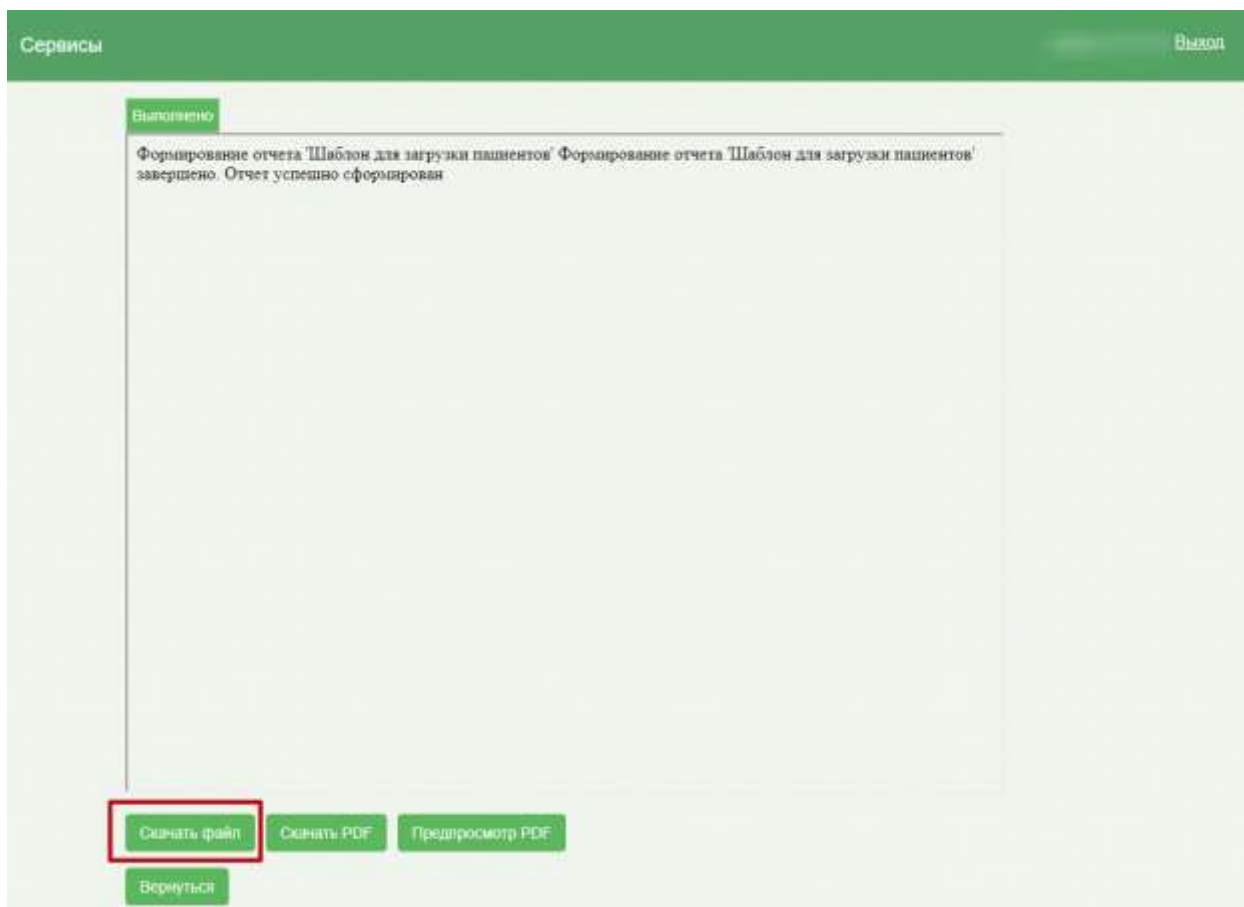 Сервисы
Выход
Выполнено
Формирование отчета 'Шаблон для загрузки пациентов' Формирование отчета 'Шаблон для загрузки пациентов'
завершено. Отчет успешно сформирован
Скачать файл
Скачать PDF
Предпросмотр PDF
Вернуться